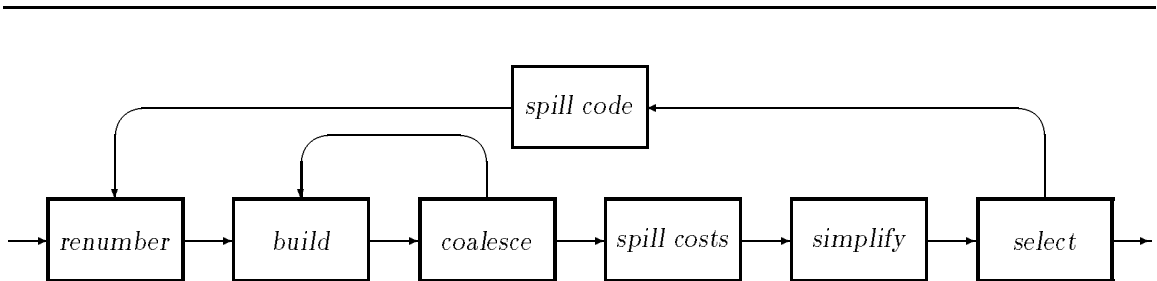 spill code
renumber
build
coalesce
spill costs
simplify
select